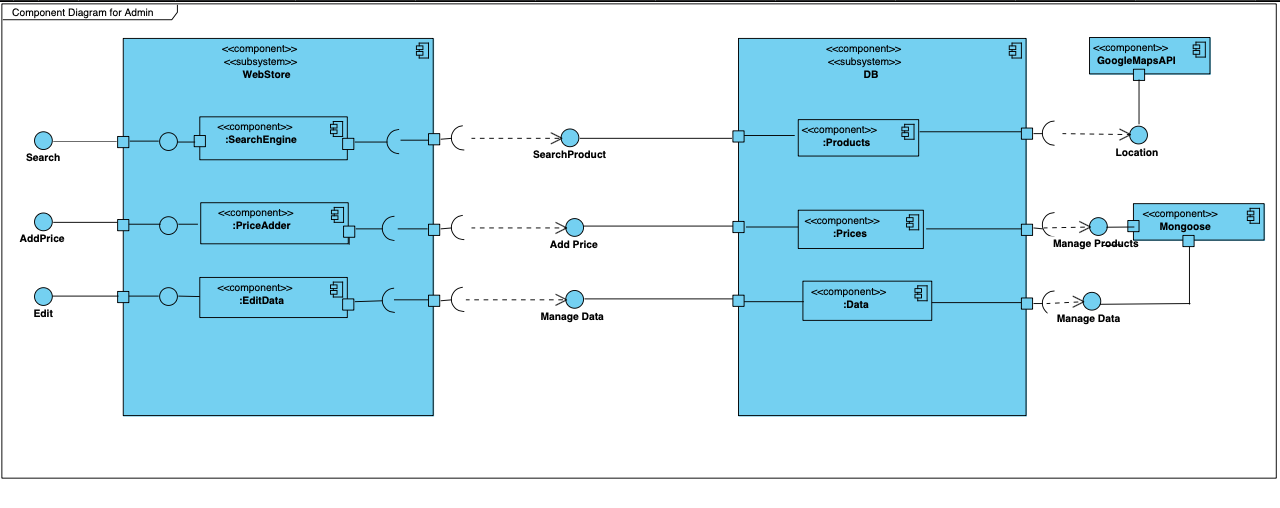 Component Diagram for Admin
<<component>>
<<subsystem>>
WebStore
<<component>>
<<subsystem>>
DB
<<component>>
GoogleMapsAPI
Search
<<component>>
:SearchEngine
SearchProduct
<<component>>
:Products
Location
AddPrice
<<component>>
:PriceAdder
Add Price
<<component>>
:Prices
Manage Products
<<component>>
Mongoose
Edit
<<component>>
:EditData
Manage Data
<<component>>
:Data
Manage Data